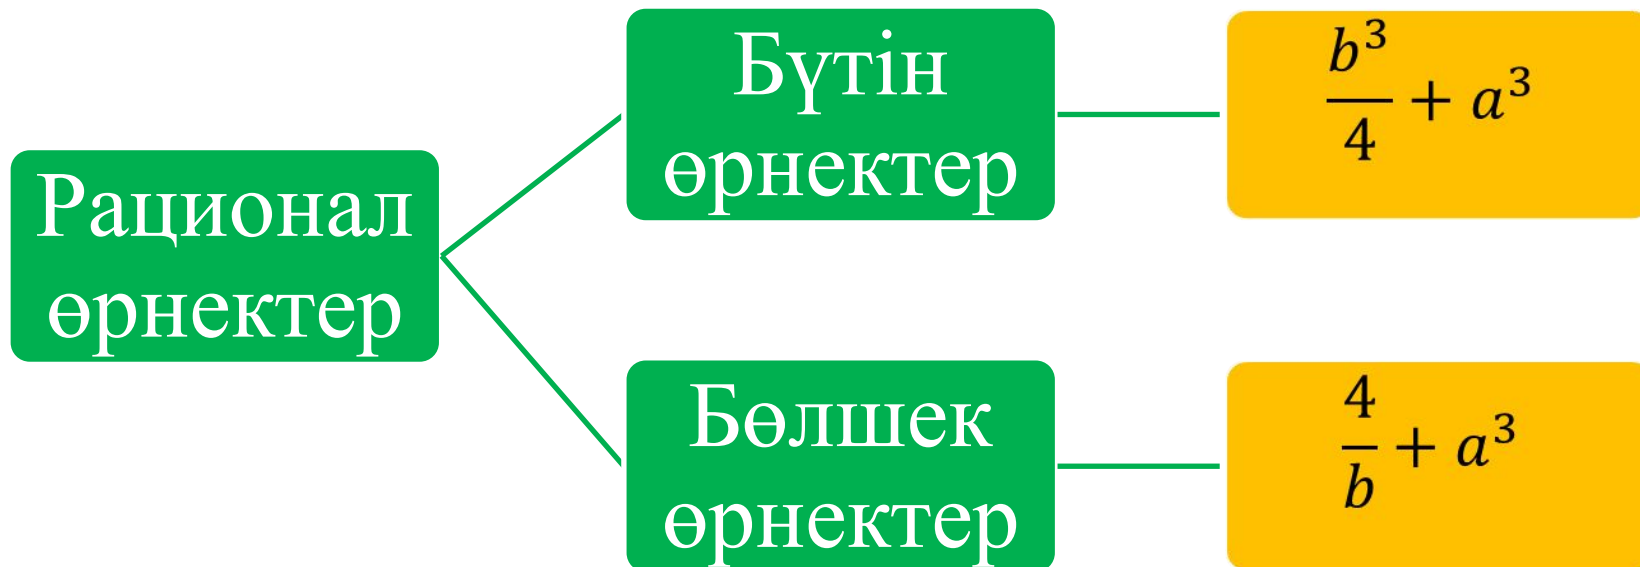 Рационал
өрнектер
Бүтін
өрнектер
b³/4 + a³
Бөлшек
өрнектер
4/b + a³